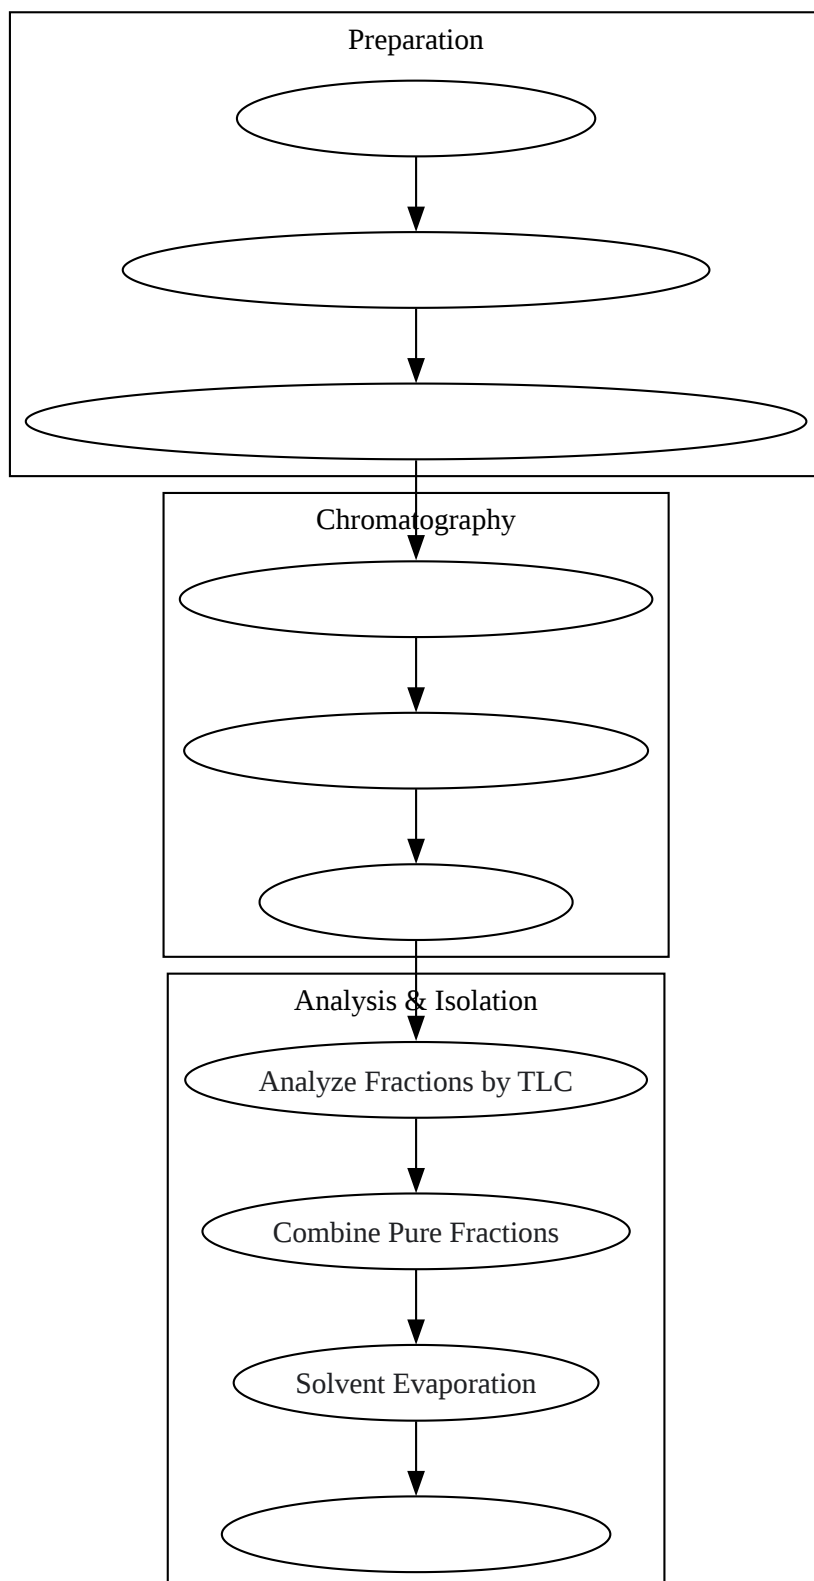 Preparation
Chromatography
Analysis & Isolation
Analyze Fractions by TLC
Combine Pure Fractions
Solvent Evaporation